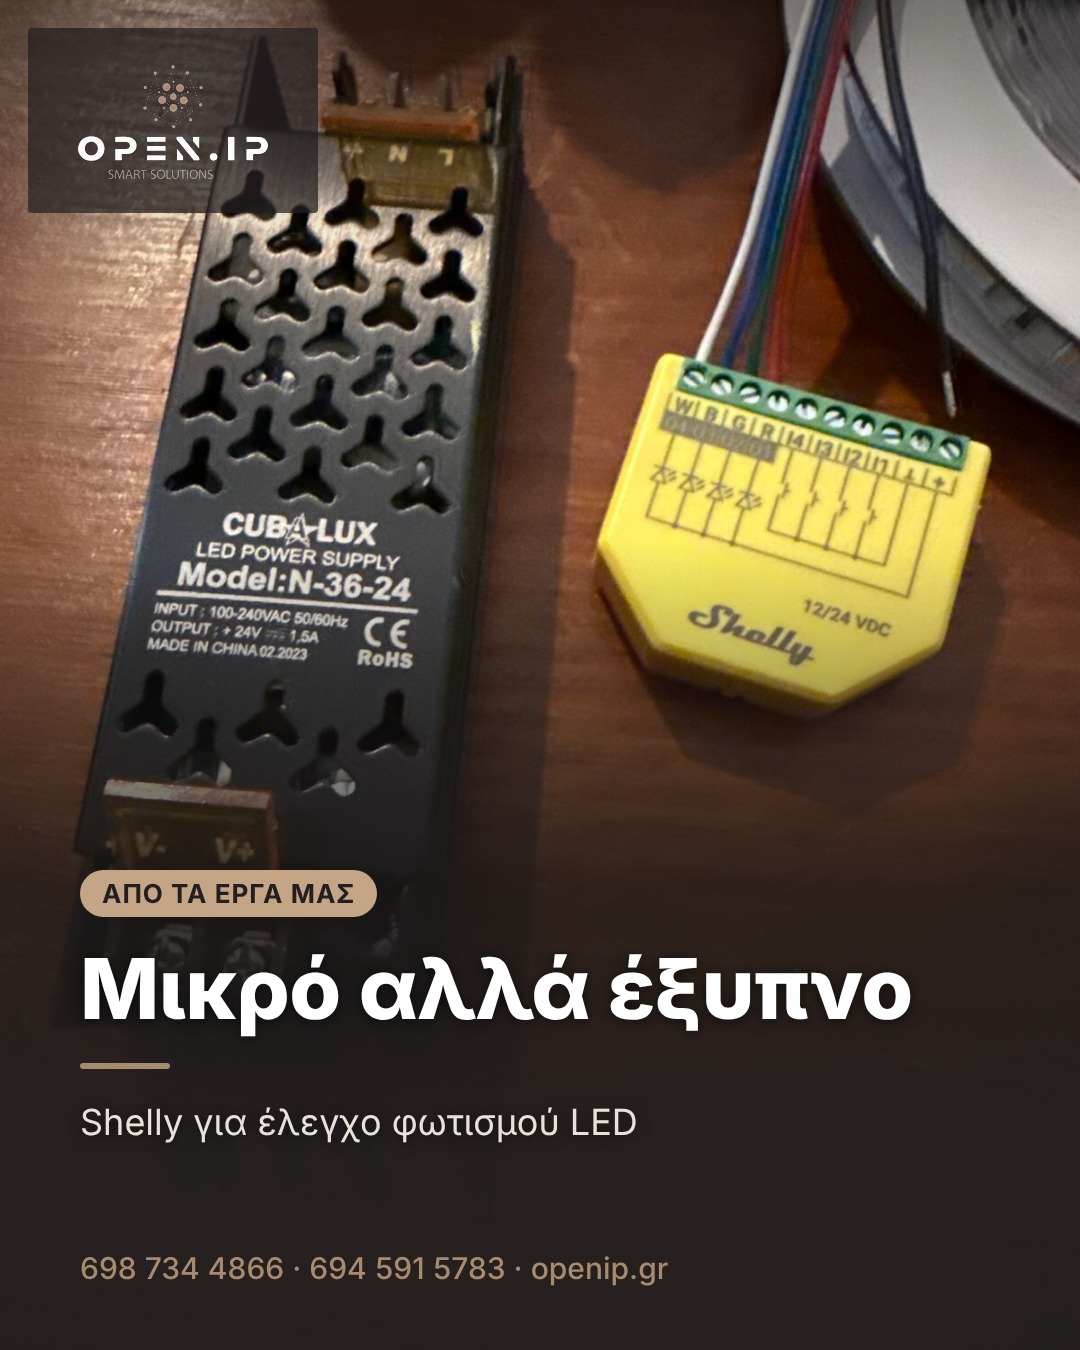 OPEN.IP
SMART SOLUTIONS
N L
W B G R I4 I3 I2 I1 ⊥ +
CUBALUX
LED POWER SUPPLY
Model:N-36-24
INPUT : 100-240VAC 50/60Hz
OUTPUT : + 24V 1,5A
MADE IN CHINA 02.2023
CE
RoHS
12/24 VDC
Shelly
V- V+
ΑΠΟ ΤΑ ΕΡΓΑ ΜΑΣ
Μικρό αλλά έξυπνο
Shelly για έλεγχο φωτισμού LED
698 734 4866 · 694 591 5783 · openip.gr